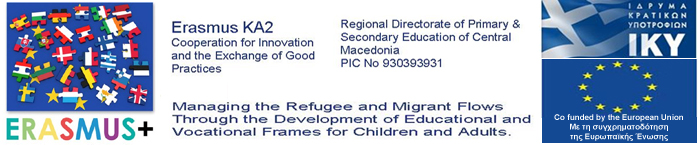 ERASMUS+
Erasmus KA2
Cooperation for Innovation
and the Exchange of Good
Practices
Regional Directorate of Primary &
Secondary Education of Central
Macedonia
PIC No 930393931
Managing the Refugee and Migrant Flows
Through the Development of Educational and
Vocational Frames for Children and Adults.
ΙΔΡΥΜΑ
ΚΡΑΤΙΚΩΝ
ΥΠΟΤΡΟΦΙΩΝ
ΙΚΥ
Co funded by the European Union
Με τη συγχρηματοδότηση
της Ευρωπαϊκής Ένωσης